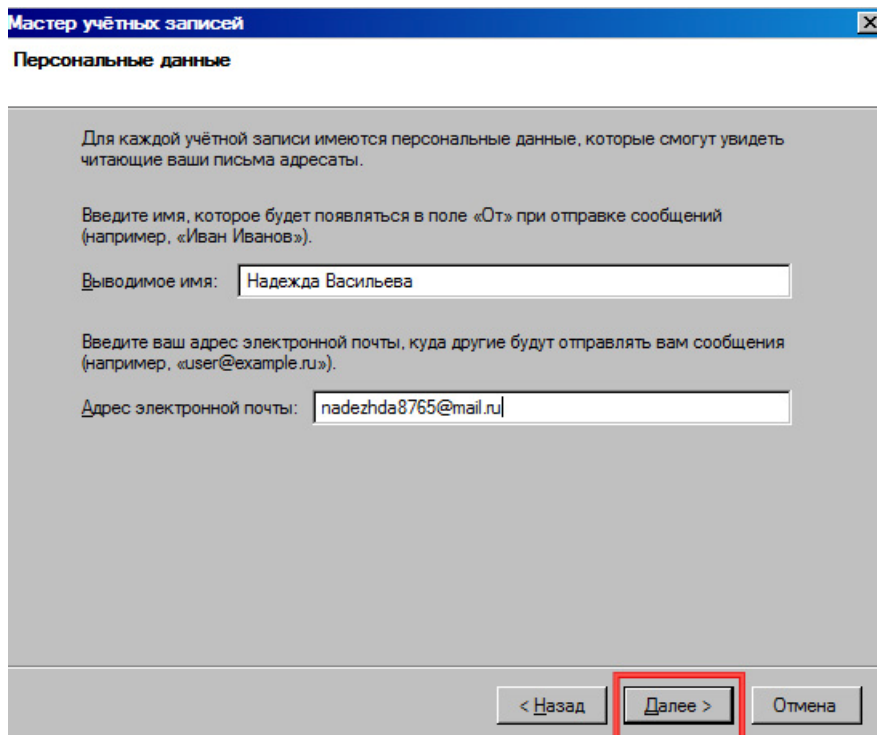 Мастер учётных записей
Персональные данные
Для каждой учётной записи имеются персональные данные, которые смогут увидеть
читающие ваши письма адресаты.
Введите имя, которое будет появляться в поле «От» при отправке сообщений
(например, «Иван Иванов»).
Выводимое имя: Надежда Васильева
Введите ваш адрес электронной почты, куда другие будут отправлять вам сообщения
(например, «user@example.ru»).
Адрес электронной почты: nadezhda8765@mail.ru
< Назад Далее > Отмена